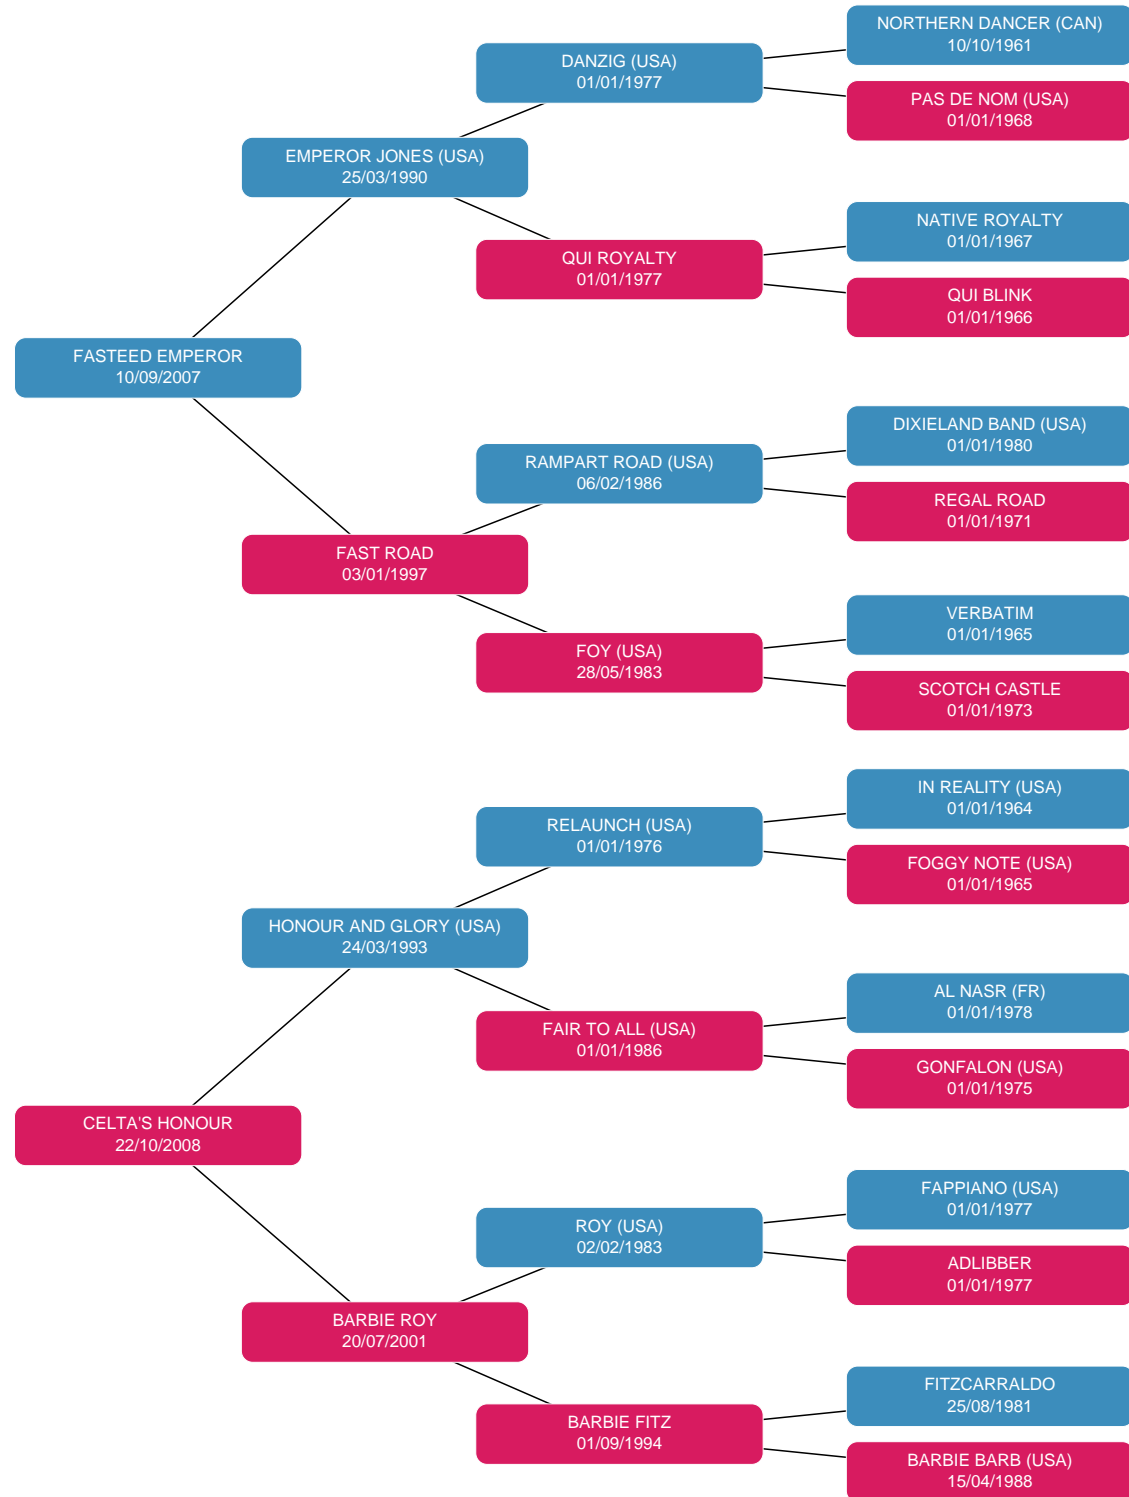 NORTHERN DANCER (CAN)
10/10/1961
DANZIG (USA)
01/01/1977
PAS DE NOM (USA)
01/01/1968
EMPEROR JONES (USA)
25/03/1990
NATIVE ROYALTY
01/01/1967
QUI ROYALTY
01/01/1977
QUI BLINK
01/01/1966
FASTEED EMPEROR
10/09/2007
DIXIELAND BAND (USA)
01/01/1980
RAMPART ROAD (USA)
06/02/1986
REGAL ROAD
01/01/1971
FAST ROAD
03/01/1997
VERBATIM
01/01/1965
FOY (USA)
28/05/1983
SCOTCH CASTLE
01/01/1973
IN REALITY (USA)
01/01/1964
RELAUNCH (USA)
01/01/1976
FOGGY NOTE (USA)
01/01/1965
HONOUR AND GLORY (USA)
24/03/1993
AL NASR (FR)
01/01/1978
FAIR TO ALL (USA)
01/01/1986
GONFALON (USA)
01/01/1975
CELTA'S HONOUR
22/10/2008
FAPPIANO (USA)
01/01/1977
ROY (USA)
02/02/1983
ADLIBBER
01/01/1977
BARBIE ROY
20/07/2001
FITZCARRALDO
25/08/1981
BARBIE FITZ
01/09/1994
BARBIE BARB (USA)
15/04/1988